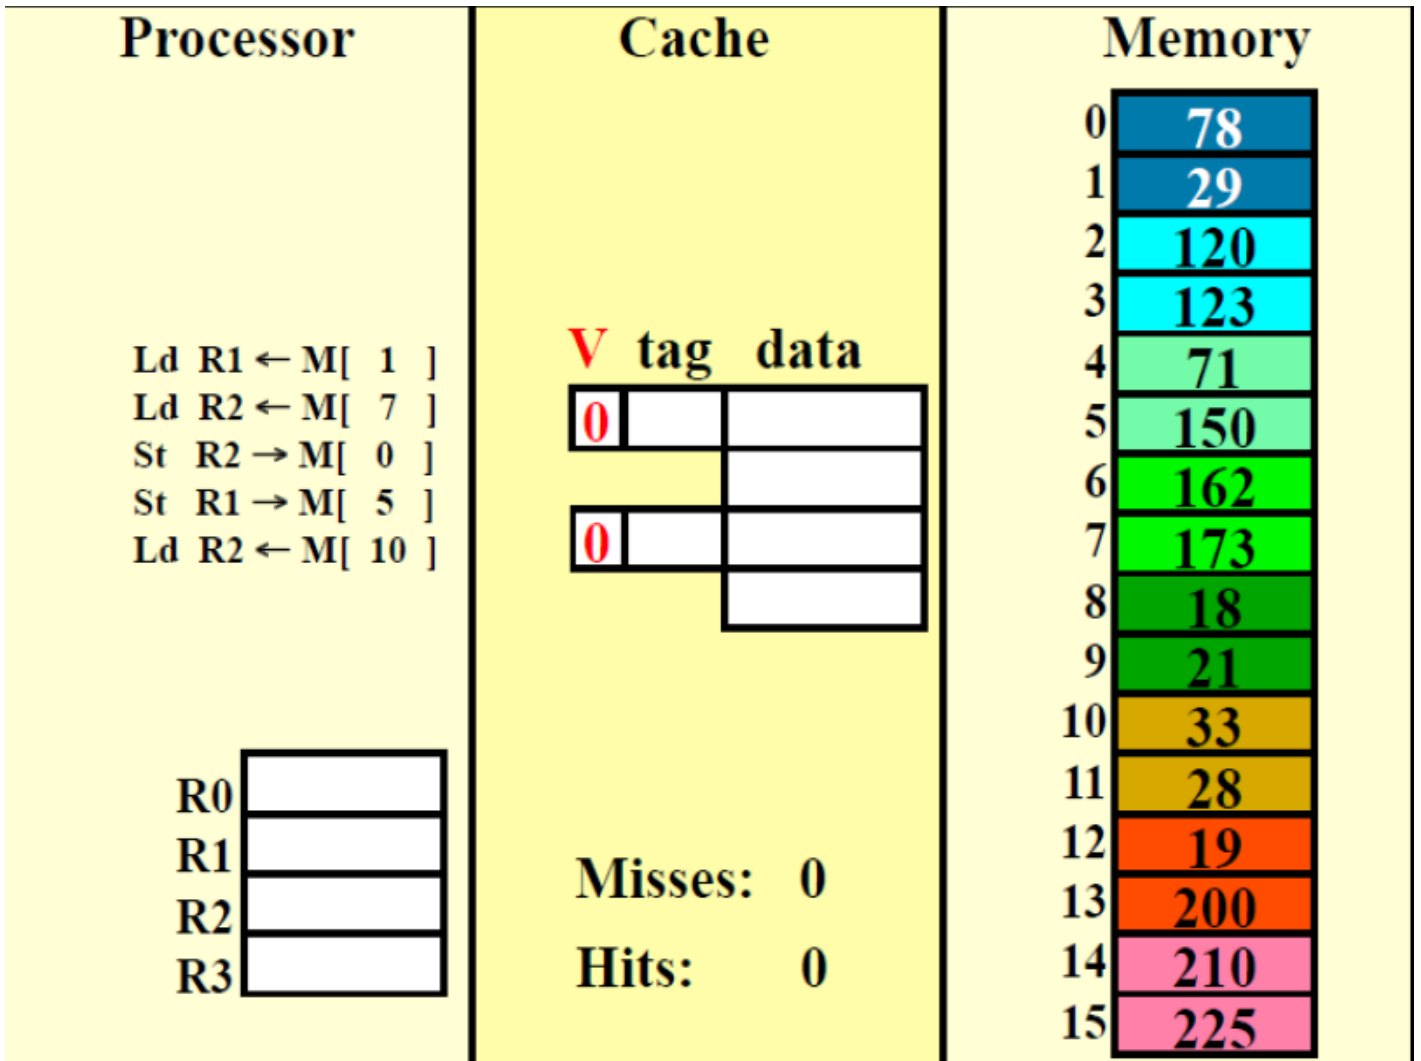 Processor
Ld R1 ← M[ 1 ]
Ld R2 ← M[ 7 ]
St R2 → M[ 0 ]
St R1 → M[ 5 ]
Ld R2 ← M[ 10 ]
R0
R1
R2
R3
Cache
V tag data
0
0
Misses: 0
Hits: 0
Memory
0 78
1 29
2 120
3 123
4 71
5 150
6 162
7 173
8 18
9 21
10 33
11 28
12 19
13 200
14 210
15 225